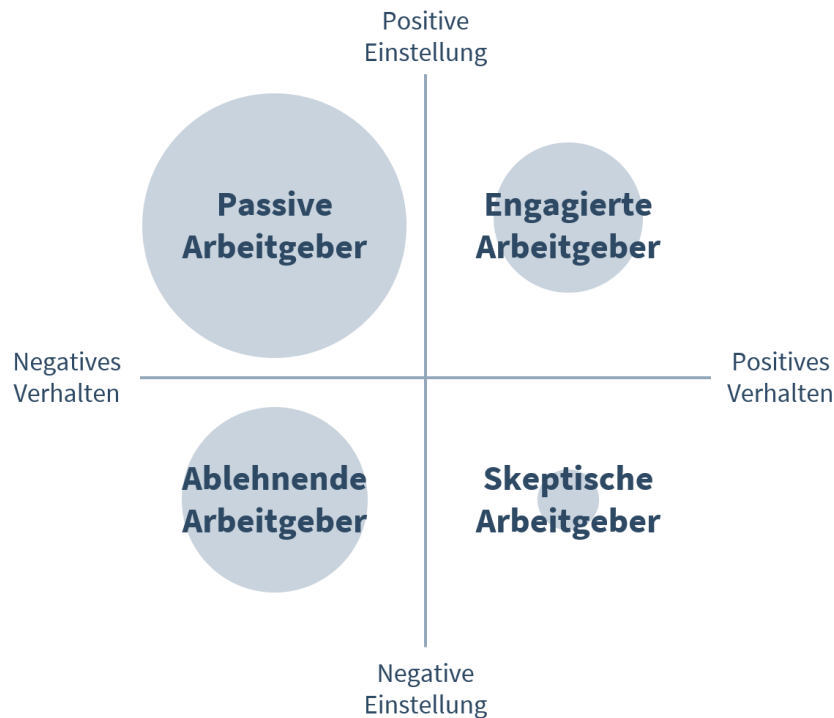 Positive
Einstellung
Passive
Arbeitgeber
Engagierte
Arbeitgeber
Negatives
Verhalten
Positives
Verhalten
Ablehnende
Arbeitgeber
Skeptische
Arbeitgeber
Negative
Einstellung